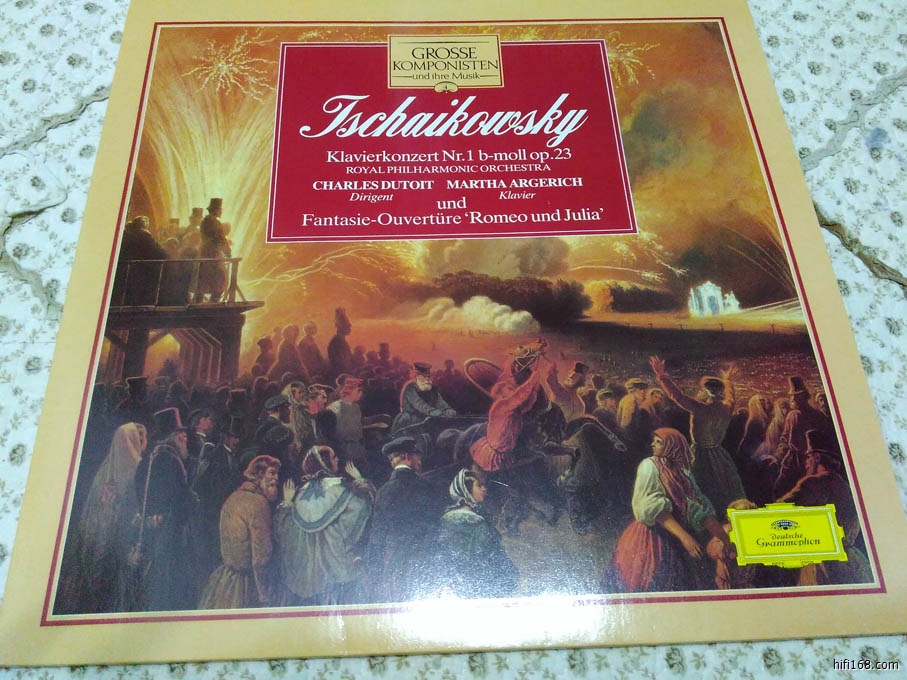 GROSSE
KOMPONISTEN
und ihre Musik
Tschaikowsky
Klavierkonzert Nr.1 b-moll op.23
ROYAL PHILHARMONIC ORCHESTRA
CHARLES DUTOIT MARTHA ARGERICH
Dirigent Klavier
und
Fantasie-Ouvertüre ‘Romeo und Julia’
Deutsche
Grammophon
hifi168.com